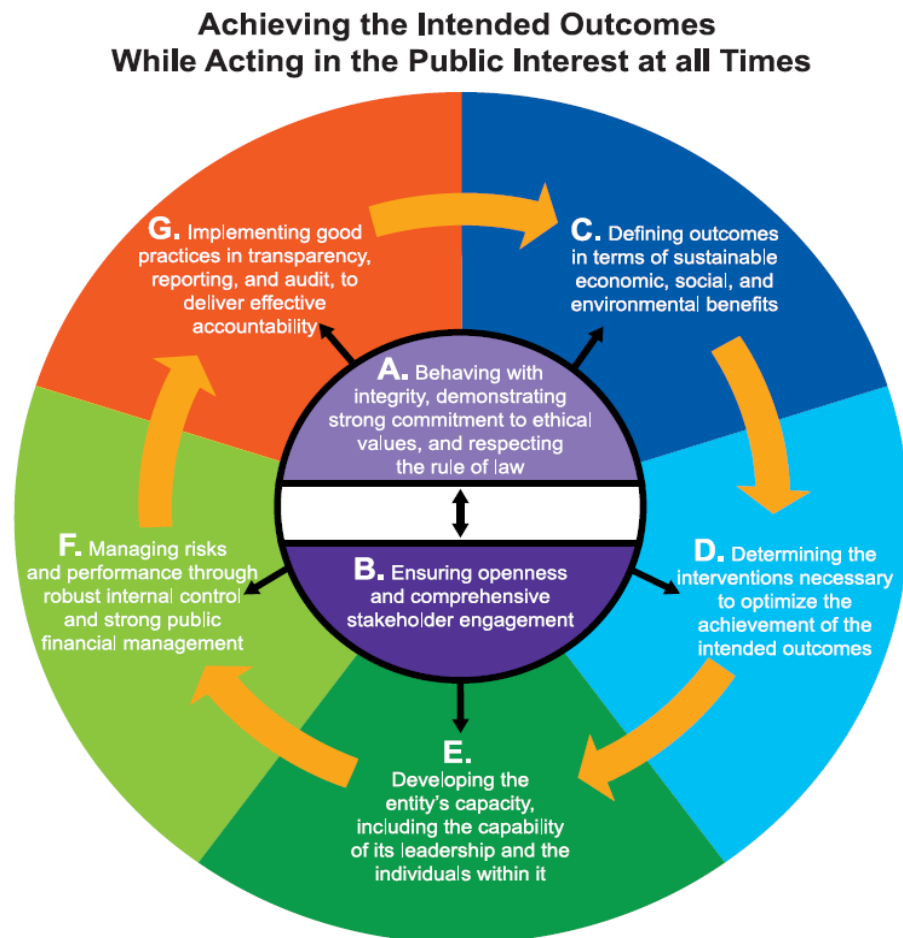 Achieving the Intended Outcomes
While Acting in the Public Interest at all Times
A. Behaving with
integrity, demonstrating
strong commitment to ethical
values, and respecting
the rule of law
B. Ensuring openness
and comprehensive
stakeholder engagement
C. Defining outcomes
in terms of sustainable
economic, social, and
environmental benefits
D. Determining the
interventions necessary
to optimize the
achievement of the
intended outcomes
E.
Developing the
entity's capacity,
including the capability
of its leadership and the
individuals within it
F. Managing risks
and performance through
robust internal control
and strong public
financial management
G. Implementing good
practices in transparency,
reporting, and audit, to
deliver effective
accountability